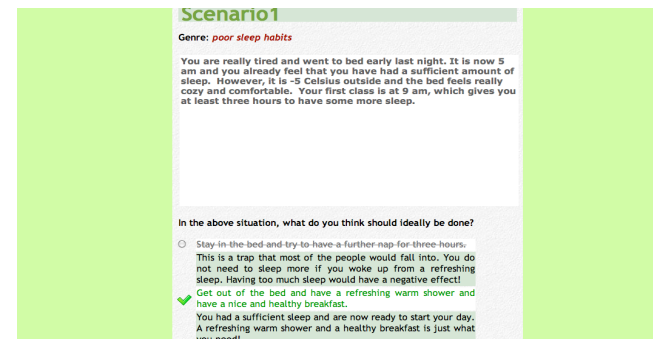 Scenario1
Genre: poor sleep habits
You are really tired and went to bed early last night. It is now 5
am and you already feel that you have had a sufficient amount of
sleep. However, it is -5 Celsius outside and the bed feels really
cozy and comfortable. Your first class is at 9 am, which gives you
at least three hours to have some more sleep.
In the above situation, what do you think should ideally be done?
Stay in the bed and try to have a further nap for three hours.
This is a trap that most of the people would fall into. You do
not need to sleep more if you woke up from a refreshing
sleep. Having too much sleep would have a negative effect!
Get out of the bed and have a refreshing warm shower and
have a nice and healthy breakfast.
You had a sufficient sleep and are now ready to start your day.
A refreshing warm shower and a healthy breakfast is just what
you need!